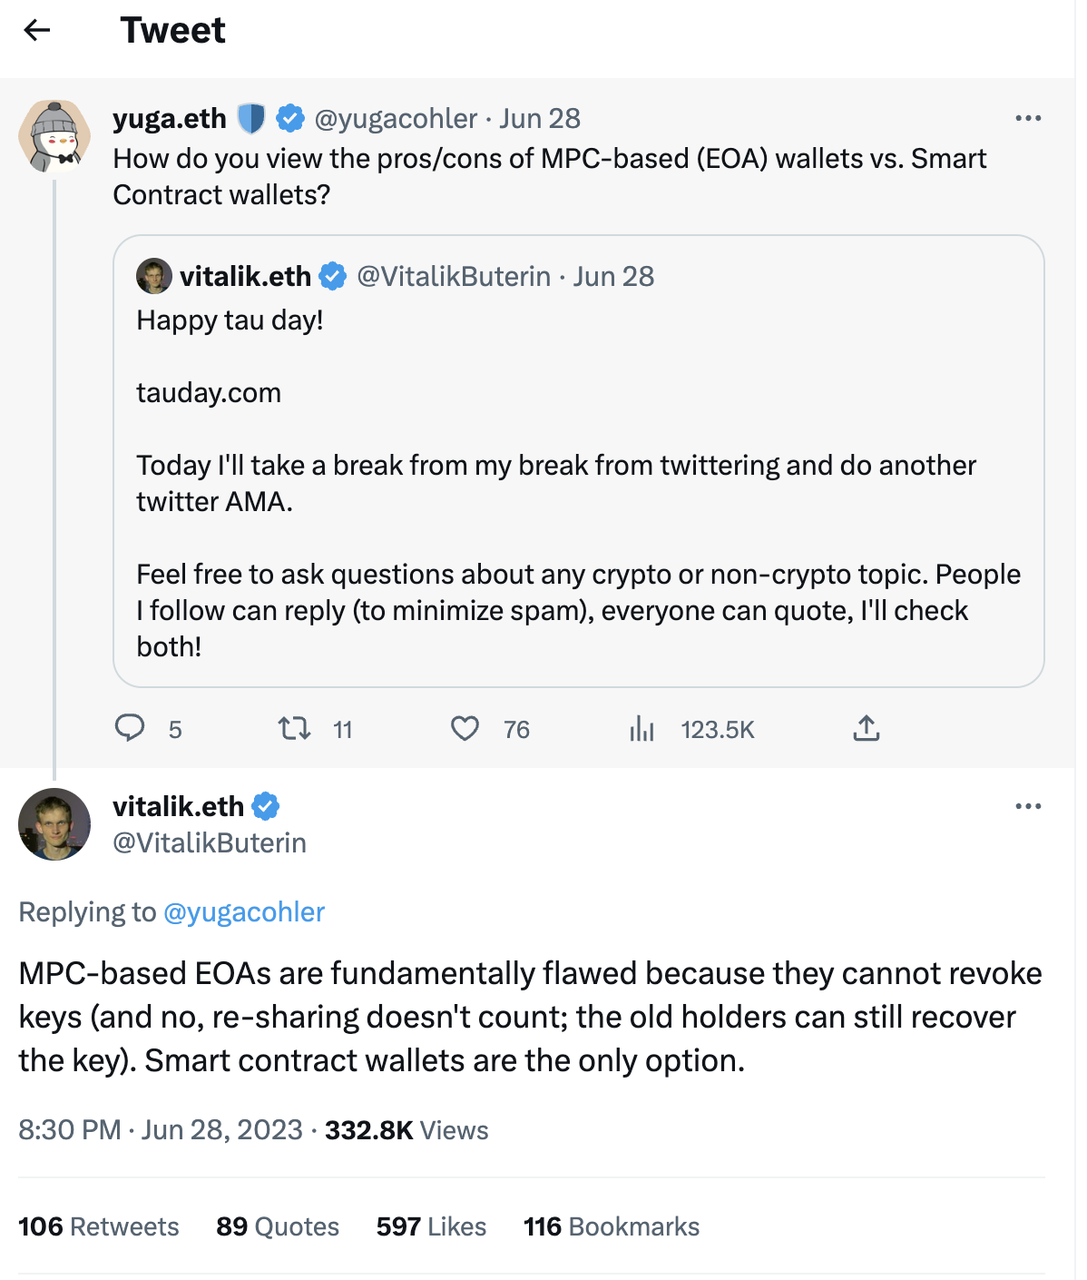 Tweet
yuga.eth @yugacohler · Jun 28
How do you view the pros/cons of MPC-based (EOA) wallets vs. Smart
Contract wallets?
vitalik.eth @VitalikButerin · Jun 28
Happy tau day!
tauday.com
Today I'll take a break from my break from twittering and do another
twitter AMA.
Feel free to ask questions about any crypto or non-crypto topic. People
I follow can reply (to minimize spam), everyone can quote, I'll check
both!
5 11 76 123.5K
vitalik.eth
@VitalikButerin
Replying to @yugacohler
MPC-based EOAs are fundamentally flawed because they cannot revoke
keys (and no, re-sharing doesn't count; the old holders can still recover
the key). Smart contract wallets are the only option.
8:30 PM · Jun 28, 2023 · 332.8K Views
106 Retweets 89 Quotes 597 Likes 116 Bookmarks